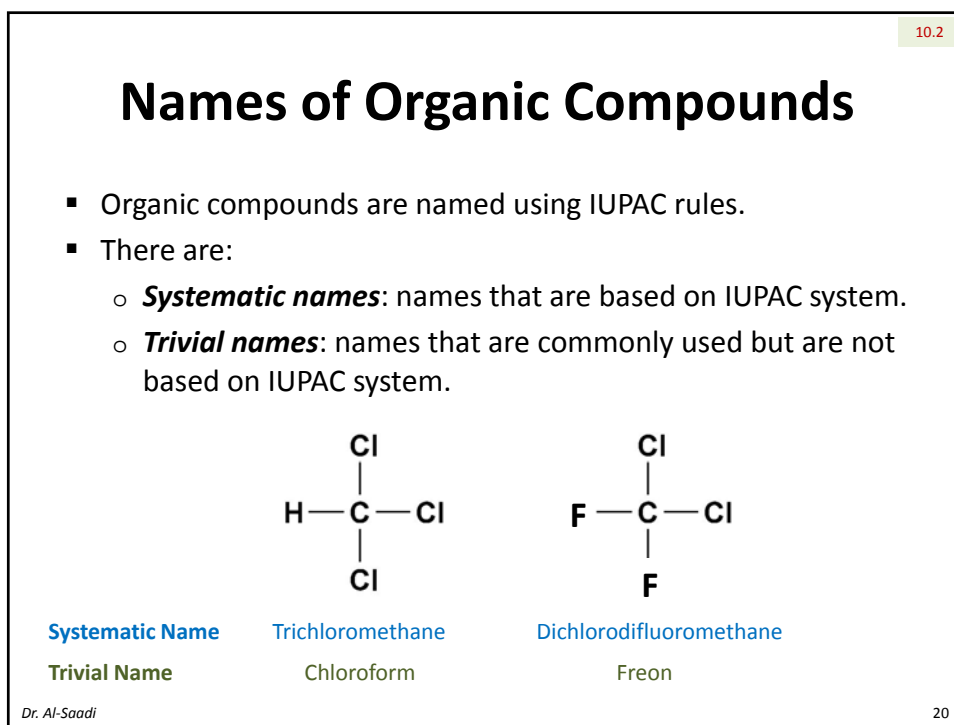 10.2
Names of Organic Compounds
▪ Organic compounds are named using IUPAC rules.
▪ There are:
o Systematic names: names that are based on IUPAC system.
o Trivial names: names that are commonly used but are not
based on IUPAC system.
Cl Cl
H—C—Cl F—C—Cl
Cl F
Systematic Name Trichloromethane Dichlorodifluoromethane
Trivial Name Chloroform Freon
Dr. Al-Saadi 20